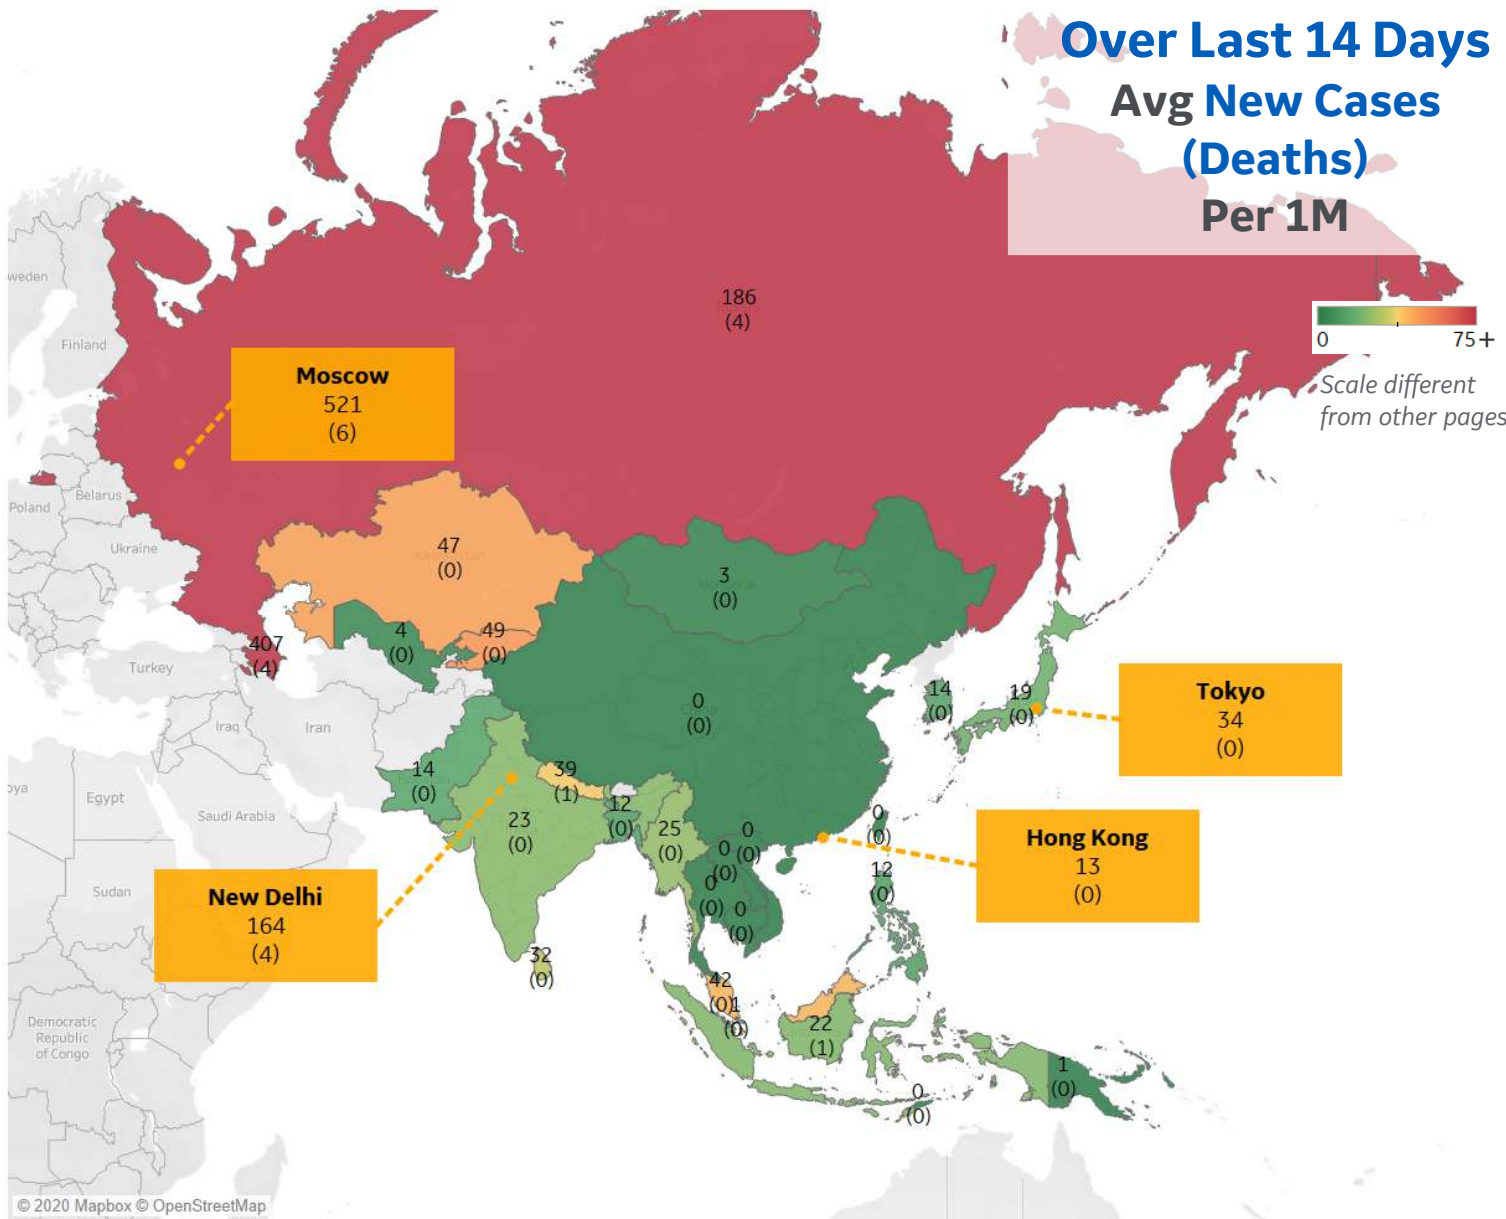 Over Last 14 Days
Avg New Cases
(Deaths)
Per 1M
0 75+
Scale different
from other pages
186
(4)
Moscow
521
(6)
weden
Finland
Poland
Belarus
Ukraine
Turkey
Iraq
Iran
oya
Egypt
Saudi Arabia
Sudan
Democratic
Republic
of Congo
47
(0)
3
(0)
407
(4)
4
(0)
49
(0)
0
(0)
14
(0)
19
(0)
Tokyo
34
(0)
14
(0)
39
(1)
12
(0)
23
(0)
25
(0)
0
(0)
0
(0)
0
(0)
0
(0)
0
(0)
12
(0)
Hong Kong
13
(0)
New Delhi
164
(4)
32
(0)
42
(0)
1
(0)
22
(1)
0
(0)
1
(0)
© 2020 Mapbox © OpenStreetMap